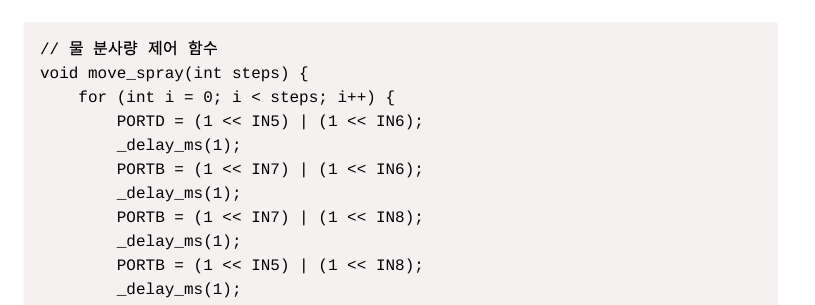 // 물 분사량 제어 함수
void move_spray(int steps) {
    for (int i = 0; i < steps; i++) {
        PORTD = (1 << IN5) | (1 << IN6);
        _delay_ms(1);
        PORTB = (1 << IN7) | (1 << IN6);
        _delay_ms(1);
        PORTB = (1 << IN7) | (1 << IN8);
        _delay_ms(1);
        PORTB = (1 << IN5) | (1 << IN8);
        _delay_ms(1);